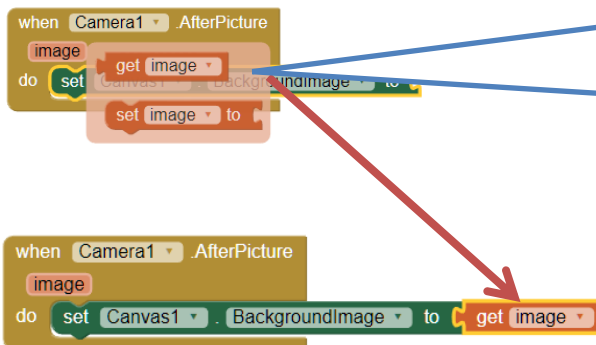 when Camera1 .AfterPicture
image
get image
do set Canvas1 . BackgroundImage to
set image to
when Camera1 .AfterPicture
image
do set Canvas1 . BackgroundImage to get image